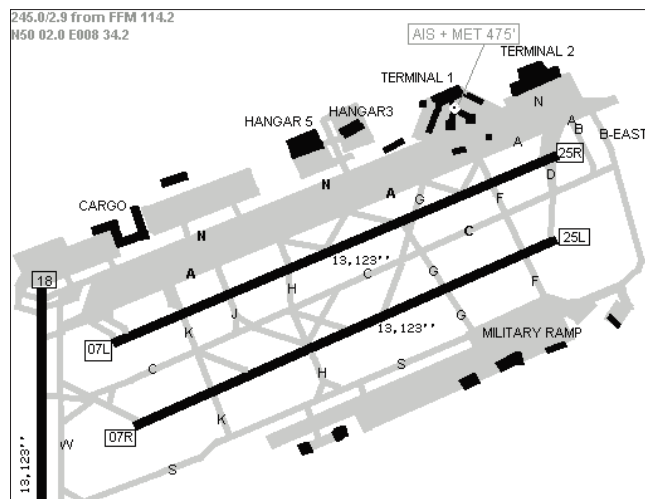 245.0/2.9 from FFM 114.2
N50 02.0 E008 34.2
AIS + MET 475'
TERMINAL 2
TERMINAL 1
N
HANGAR 5
HANGAR3
A
B
B-EAST
A
25R
D
N
A
G
F
CARGO
C
25L
N
13,123''
A
C
G
F
18
H
J
13,123''
G
K
MILITARY RAMP
07L
C
H
S
K
07R
W
S
13,123''